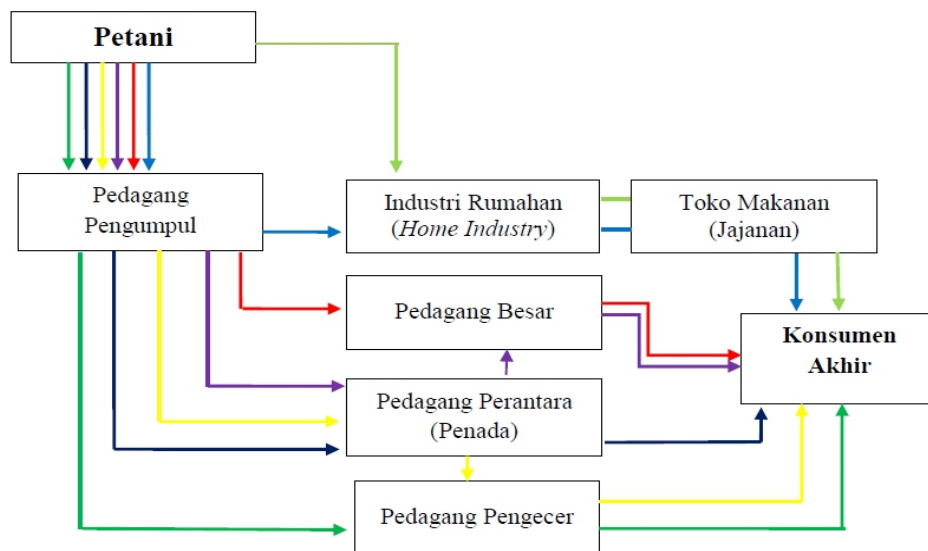 Petani
Pedagang
Pengumpul
Industri Rumahan
(Home Industry)
Toko Makanan
(Jajanan)
Pedagang Besar
Konsumen
Akhir
Pedagang Perantara
(Penada)
Pedagang Pengecer